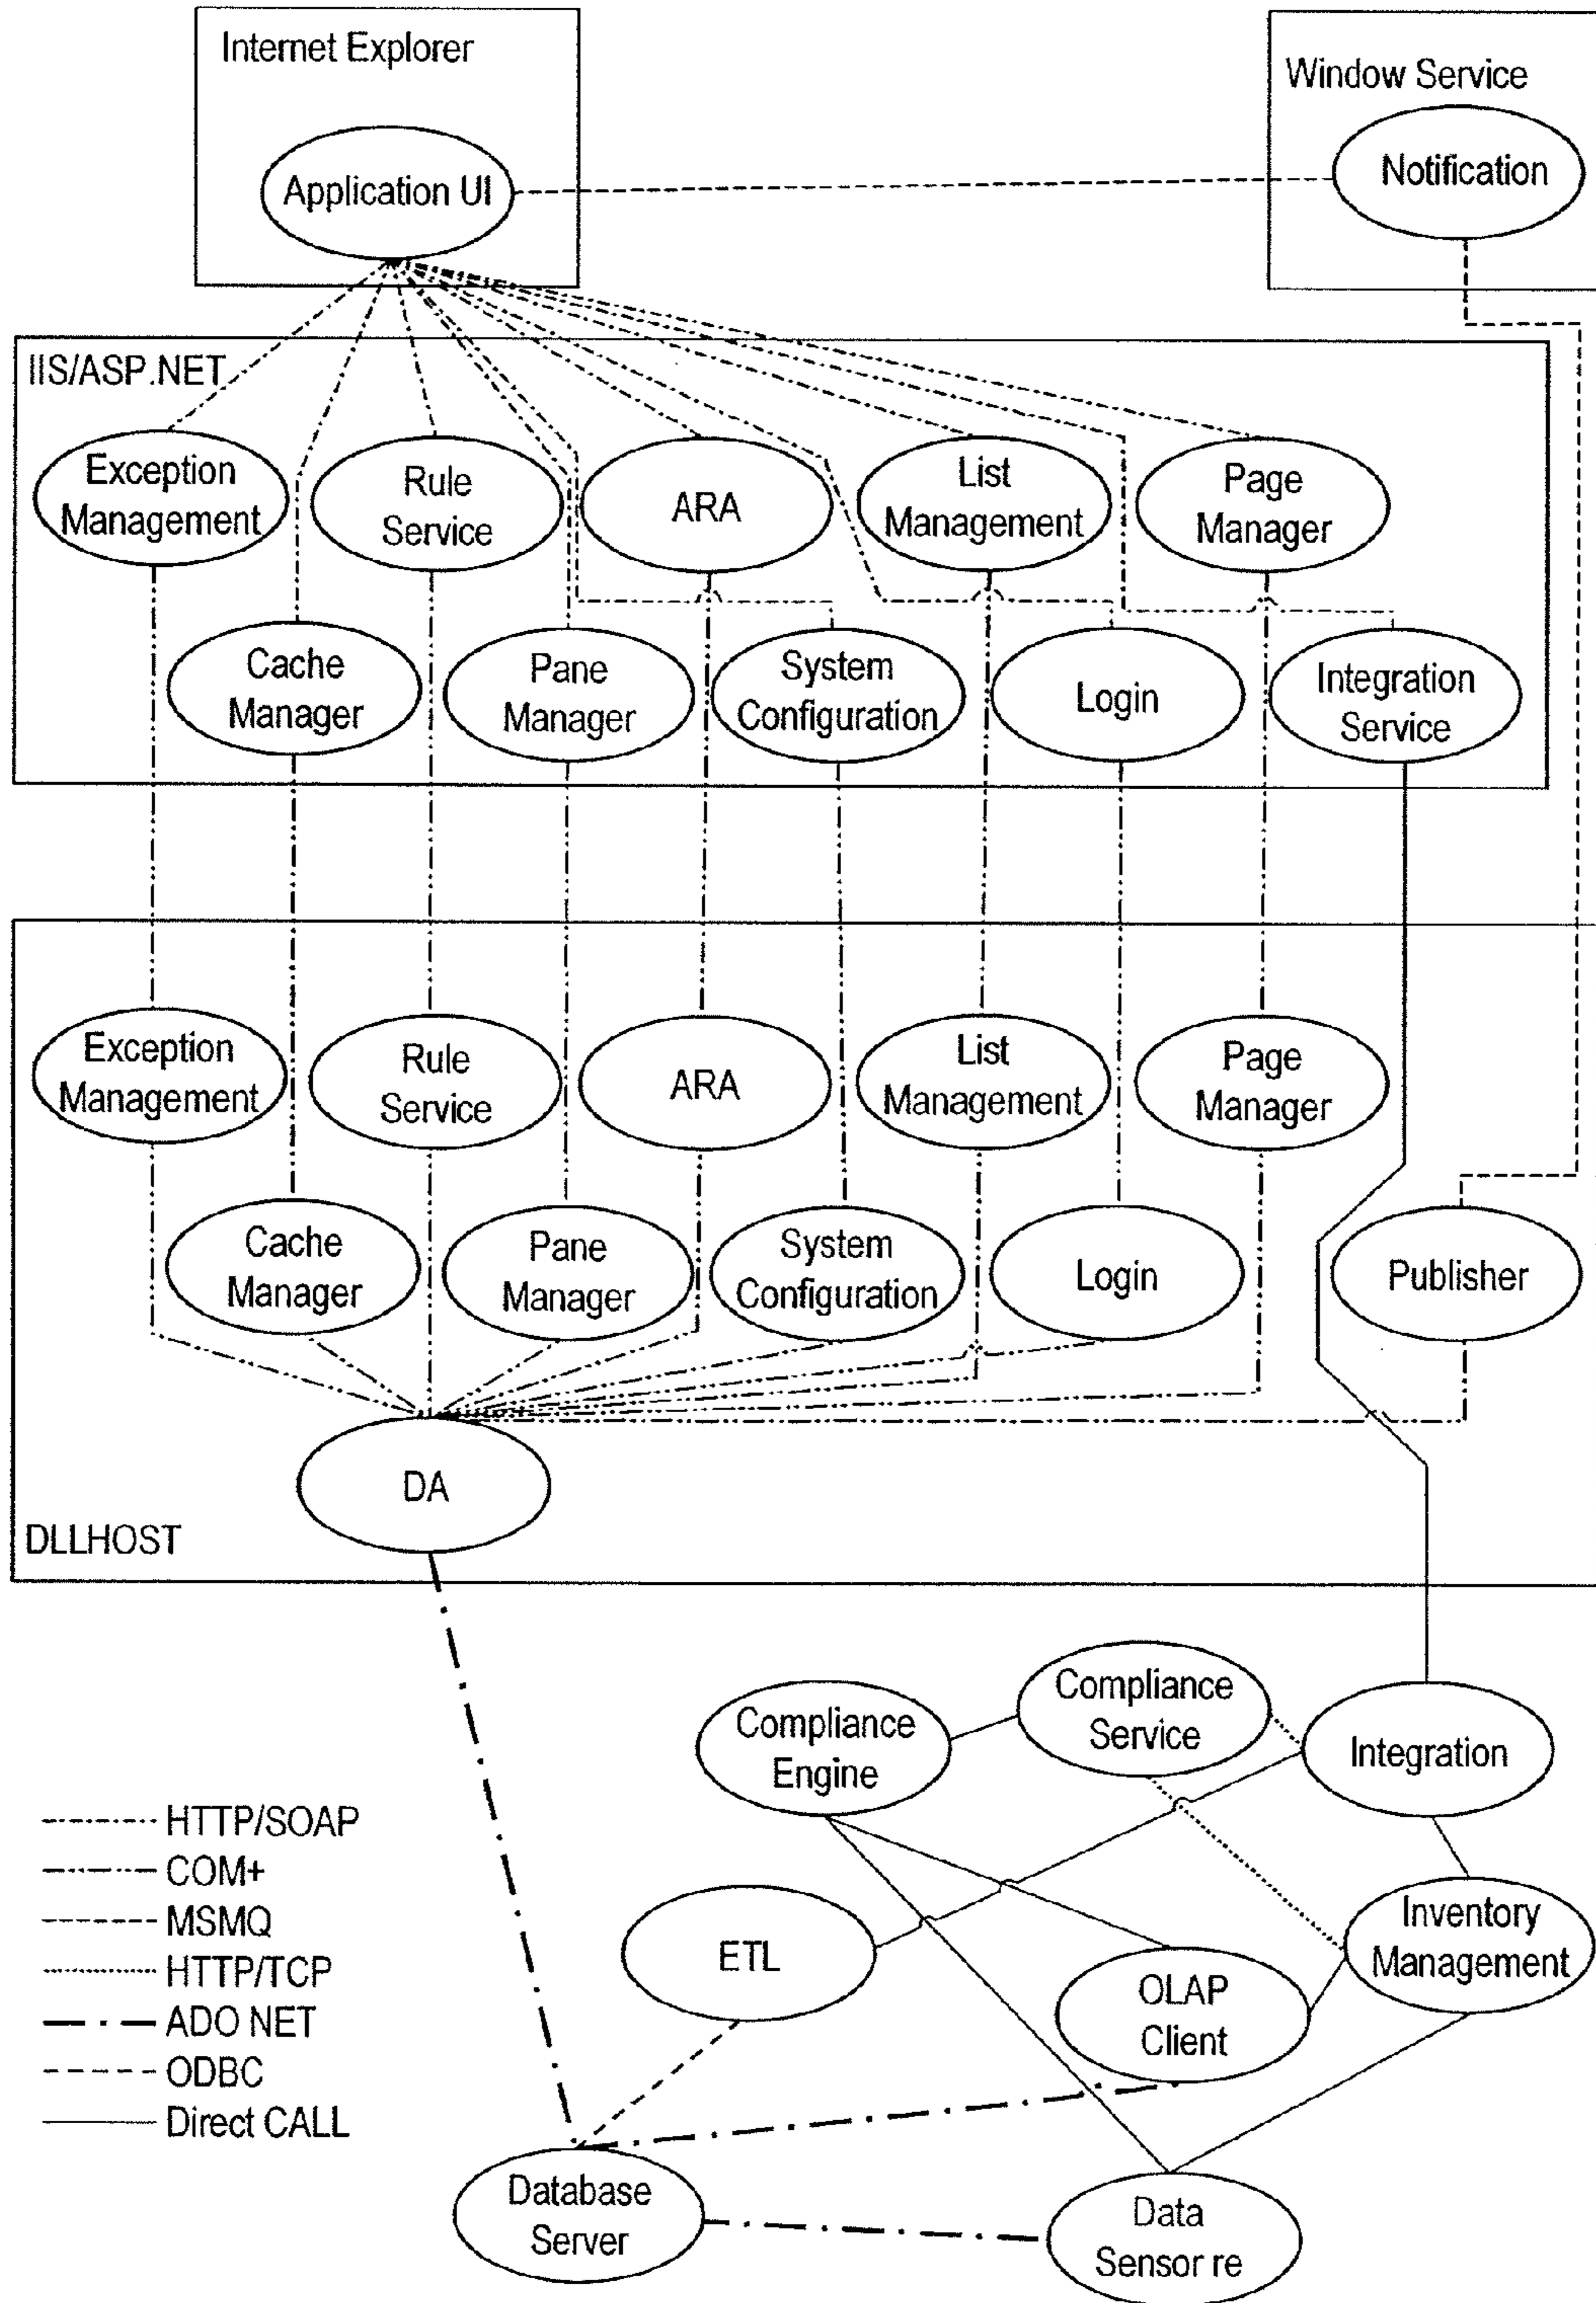 Internet Explorer
Window Service
Application UI
Notification
IIS/ASP.NET
Exception
Management
Rule
Service
ARA
List
Management
Page
Manager
Cache
Manager
Pane
Manager
System
Configuration
Login
Integration
Service
Exception
Management
Rule
Service
ARA
List
Management
Page
Manager
Cache
Manager
Pane
Manager
System
Configuration
Login
Publisher
DA
DLLHOST
Compliance
Engine
Compliance
Service
Integration
HTTP/SOAP
COM+
MSMQ
HTTP/TCP
ADO NET
ODBC
Direct CALL
ETL
OLAP
Client
Inventory
Management
Database
Server
Data
Sensor re